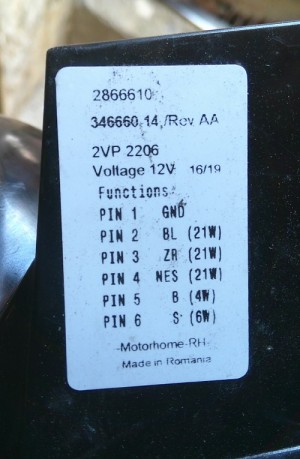 2866610
346660-14 /Rev AA
2VP 2206
Voltage 12V 16/19
Functions:
PIN 1 GND
PIN 2 BL (21W)
PIN 3 ZR (21W)
PIN 4 NES (21W)
PIN 5 B (4W)
PIN 6 S (6W)
-Motorhome-RH-
Made in Romania